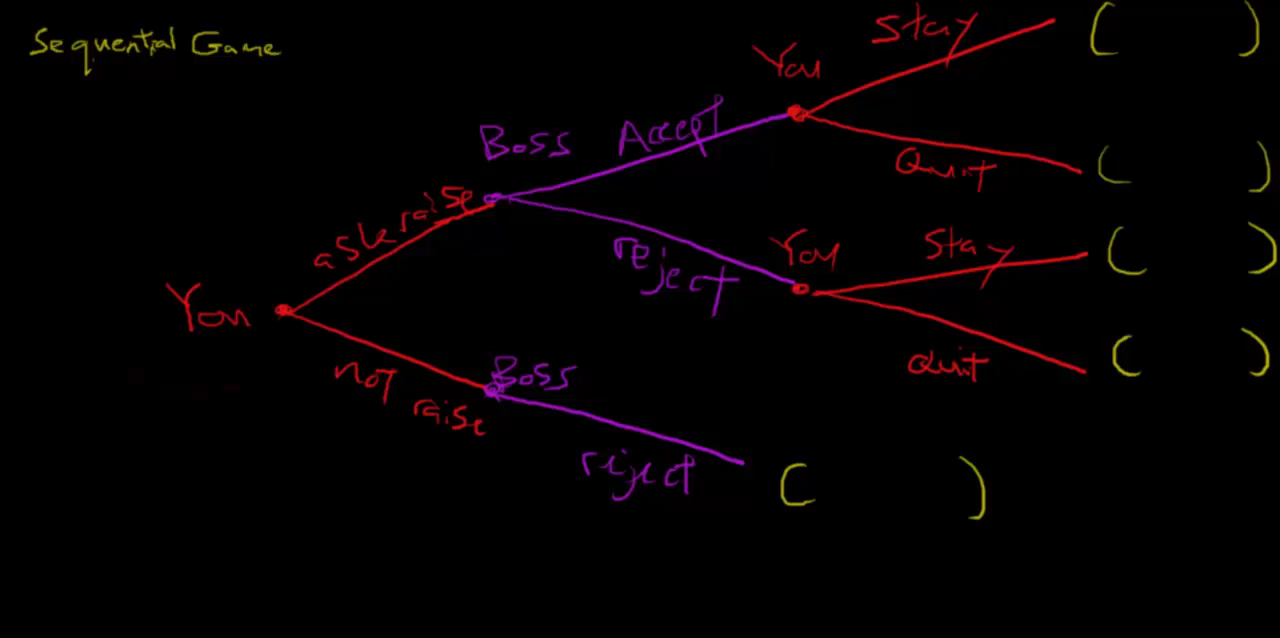 Sequential Game
You
ask raise
not raise
Boss
Accept
reject
Boss
reject
You
Stay
Quit
You
Stay
Quit
( )
( )
( )
( )
( )